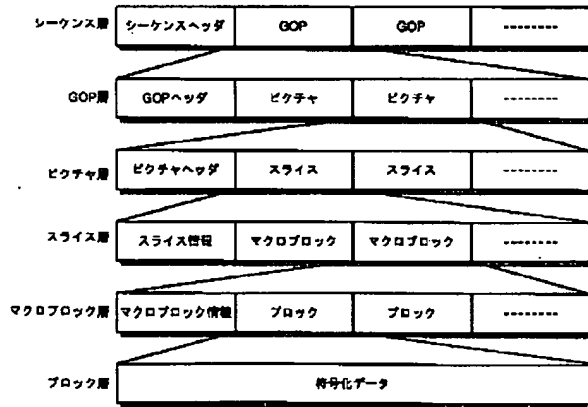 シーケンス層 シーケンスヘッダ GOP GOP --------
GOP層 GOPヘッダ ピクチャ ピクチャ --------
ピクチャ層 ピクチャヘッダ スライス スライス --------
スライス層 スライス情報 マクロブロック マクロブロック --------
マクロブロック層 マクロブロック情報 ブロック ブロック --------
ブロック層 符号化データ